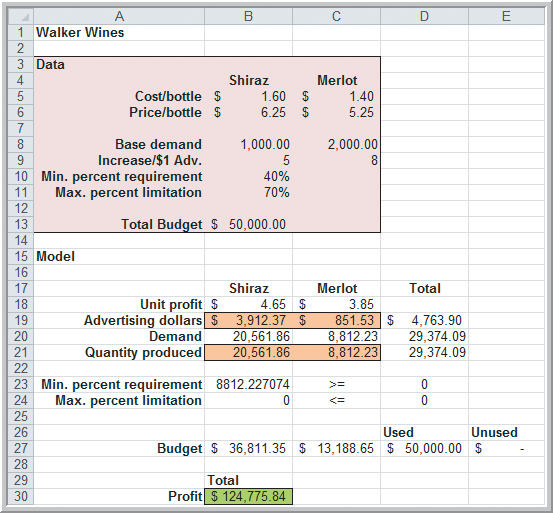 A B C D E
1 Walker Wines
2
3 Data
4 Shiraz Merlot
5 Cost/bottle $ 1.60 $ 1.40
6 Price/bottle $ 6.25 $ 5.25
7
8 Base demand 1,000.00 2,000.00
9 Increase/$1 Adv. 5 8
10 Min. percent requirement 40%
11 Max. percent limitation 70%
12
13 Total Budget $ 50,000.00
14
15 Model
16
17 Shiraz Merlot Total
18 Unit profit $ 4.65 $ 3.85
19 Advertising dollars $ 3,912.37 $ 851.53 $ 4,763.90
20 Demand 20,561.86 8,812.23 29,374.09
21 Quantity produced 20,561.86 8,812.23 29,374.09
22
23 Min. percent requirement 8812.227074 >= 0
24 Max. percent limitation 0 <= 0
25
26 Used Unused
27 Budget $ 36,811.35 $ 13,188.65 $ 50,000.00 $ -
28
29 Total
30 Profit $ 124,775.84